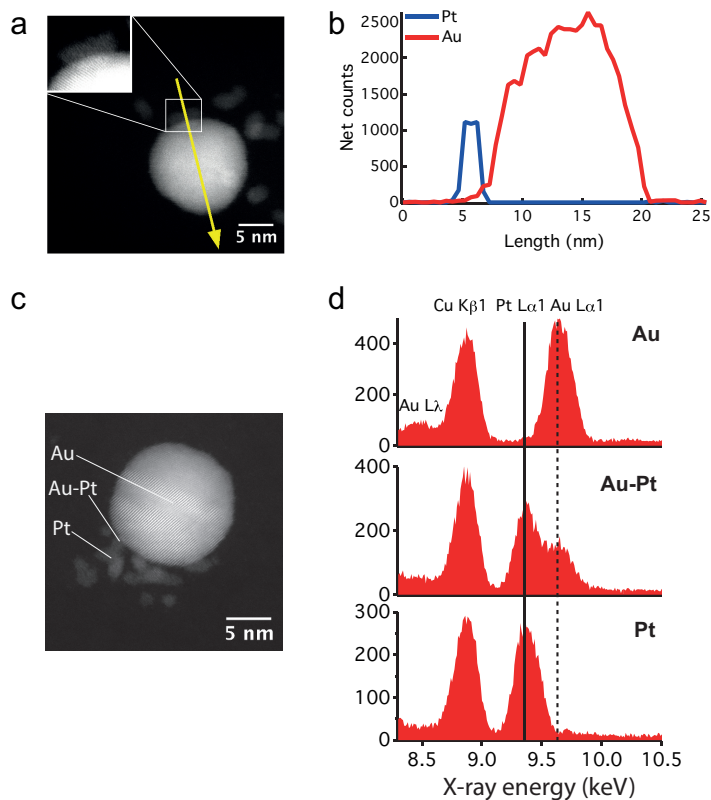 a
5 nm
b
Pt
Au
2500
2000
1500
1000
500
0
Net counts
0 5 10 15 20 25
Length (nm)
c
Au
Au-Pt
Pt
5 nm
d
Cu Kβ1 Pt Lα1 Au Lα1
Au
400
200
0
Au Lλ
Au-Pt
400
200
0
Pt
300
200
100
0
8.5 9.0 9.5 10.0 10.5
X-ray energy (keV)